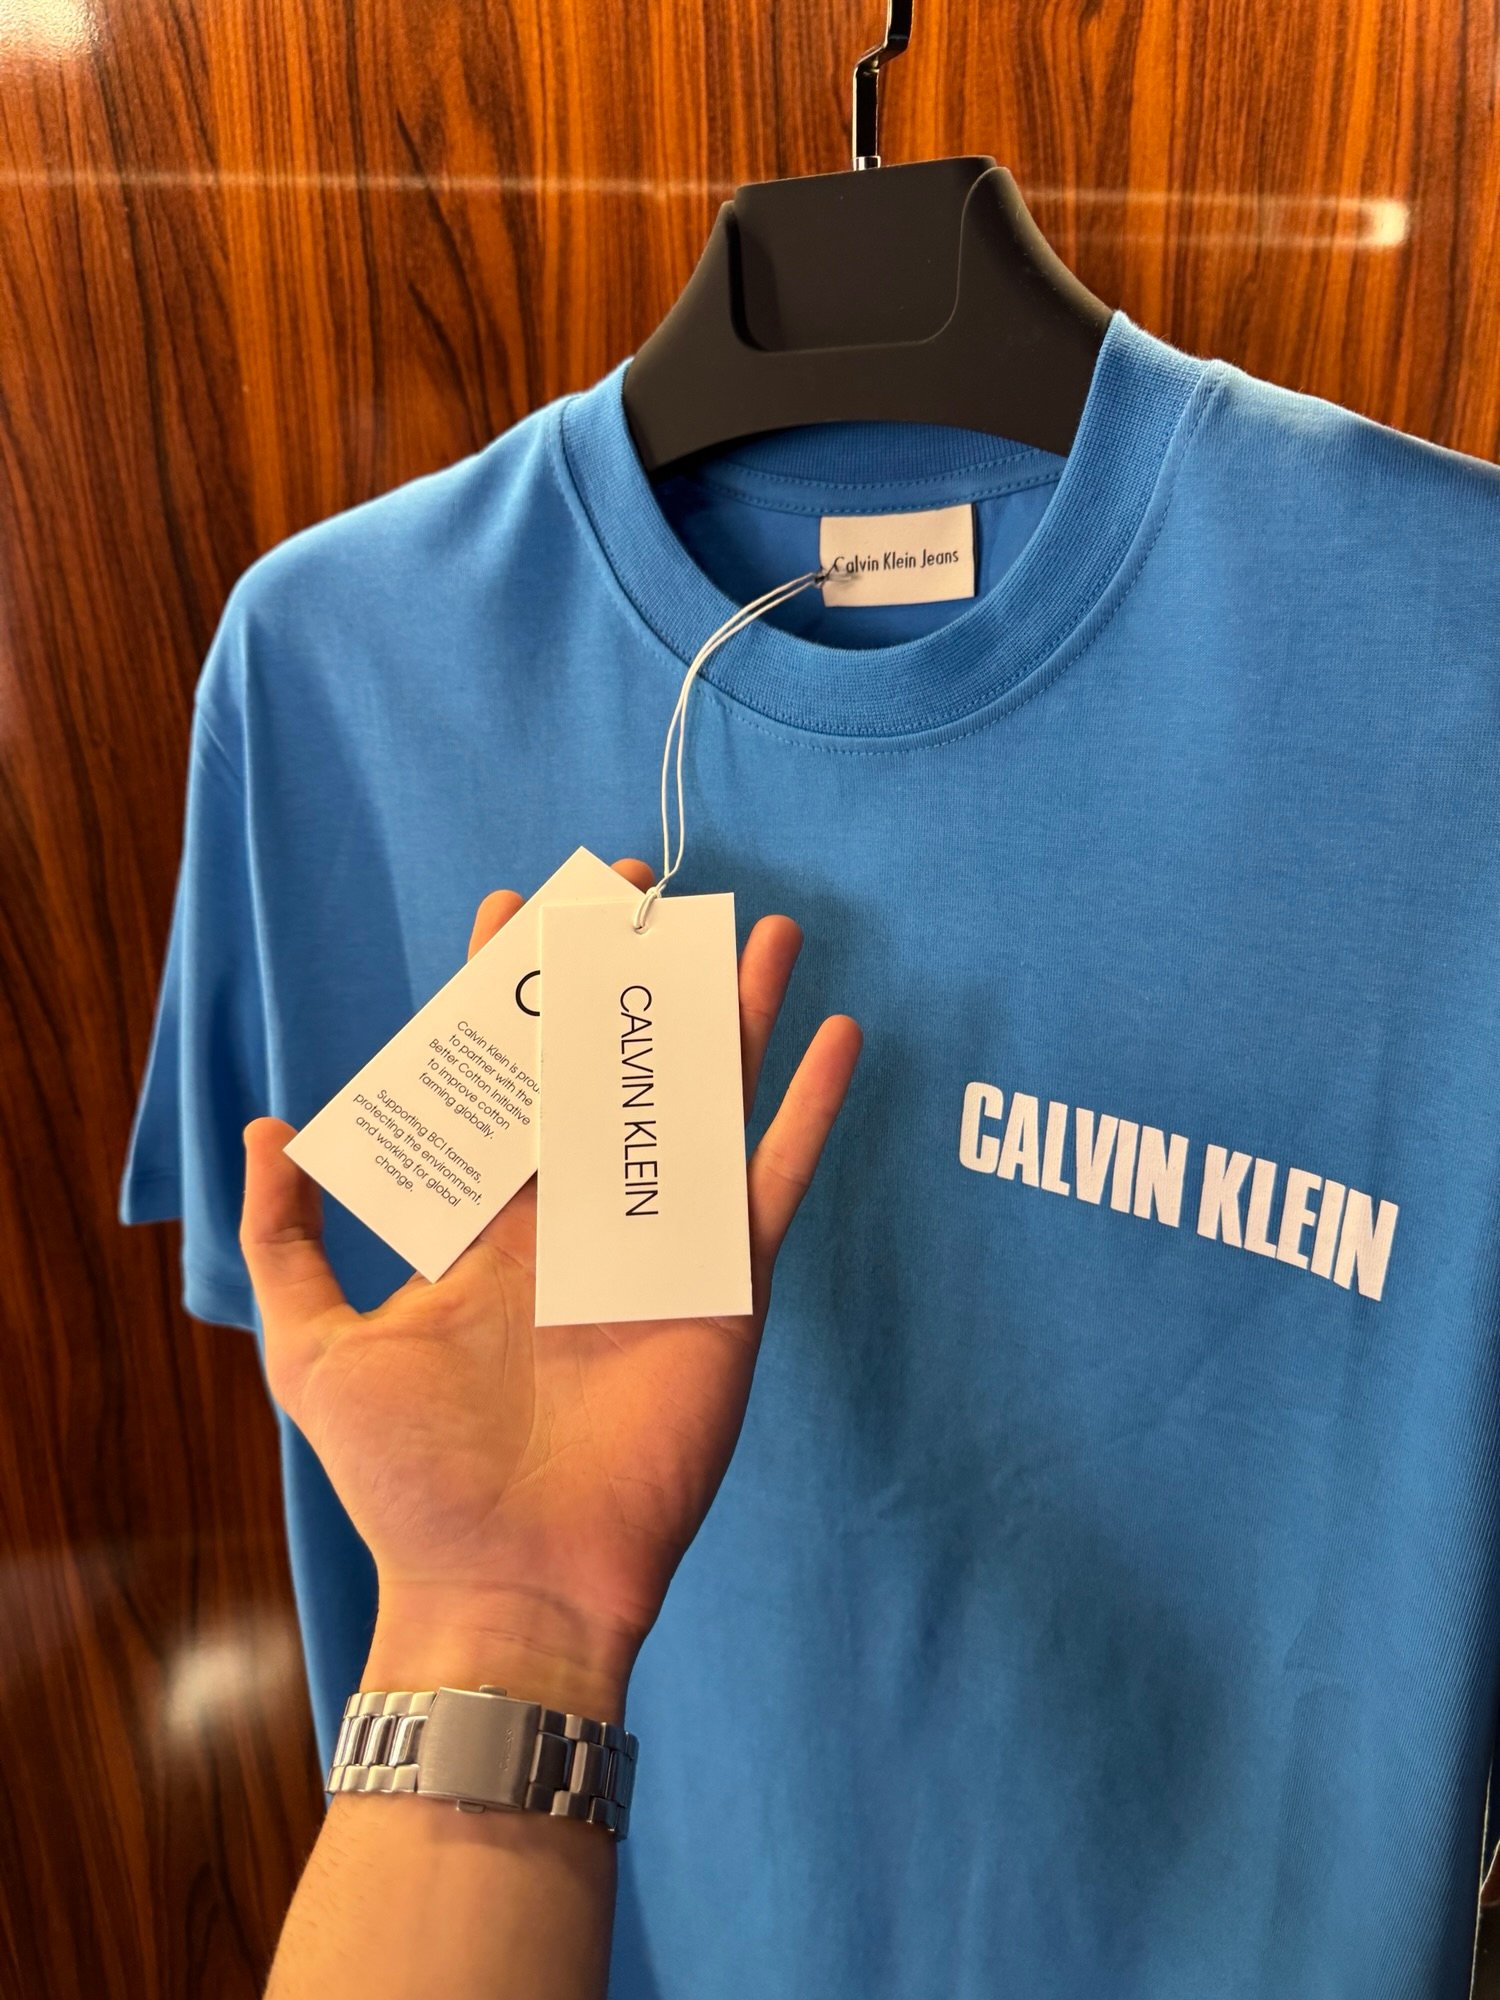 Calvin Klein Jeans
C
Calvin Klein is
to partner with the
Better Cotton Initiative
to improve cotton
farming globally.
Supporting BCI farmers,
protecting the environment,
and working for global
change.
CALVIN KLEIN
CALVIN KLEIN